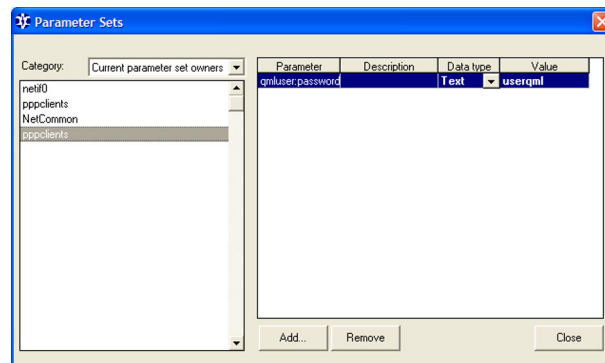 Parameter Sets
Category: Current parameter set owners
netif0
pppclients
NetCommon
pppclients
Parameter Description Data type Value
qmluser:password Text userqml
Add... Remove Close